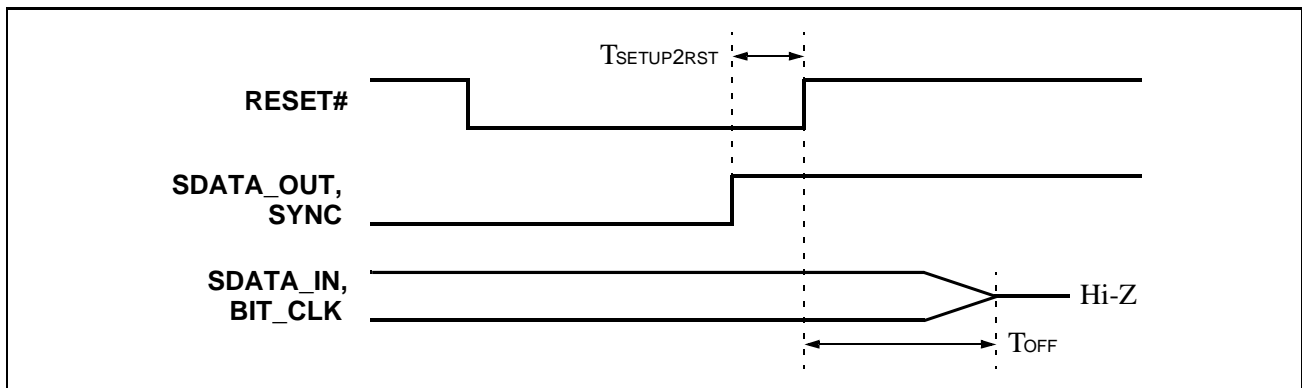 TSETUP2RST
RESET#
SDATA_OUT,
SYNC
SDATA_IN,
BIT_CLK
Hi-Z
TOFF